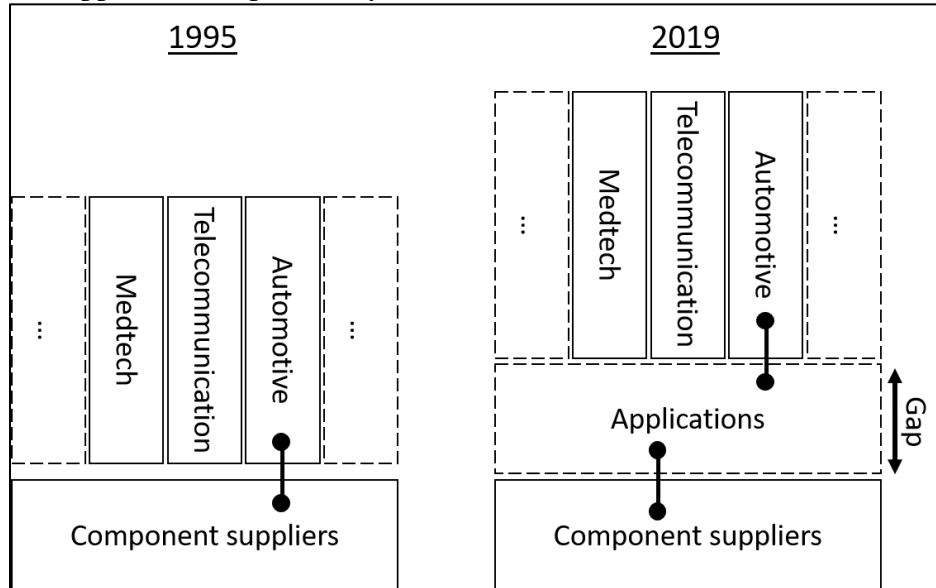 1995
...
Medtech
Telecommunication
Automotive
...
Component suppliers
2019
...
Medtech
Telecommunication
Automotive
...
Applications
Gap
Component suppliers